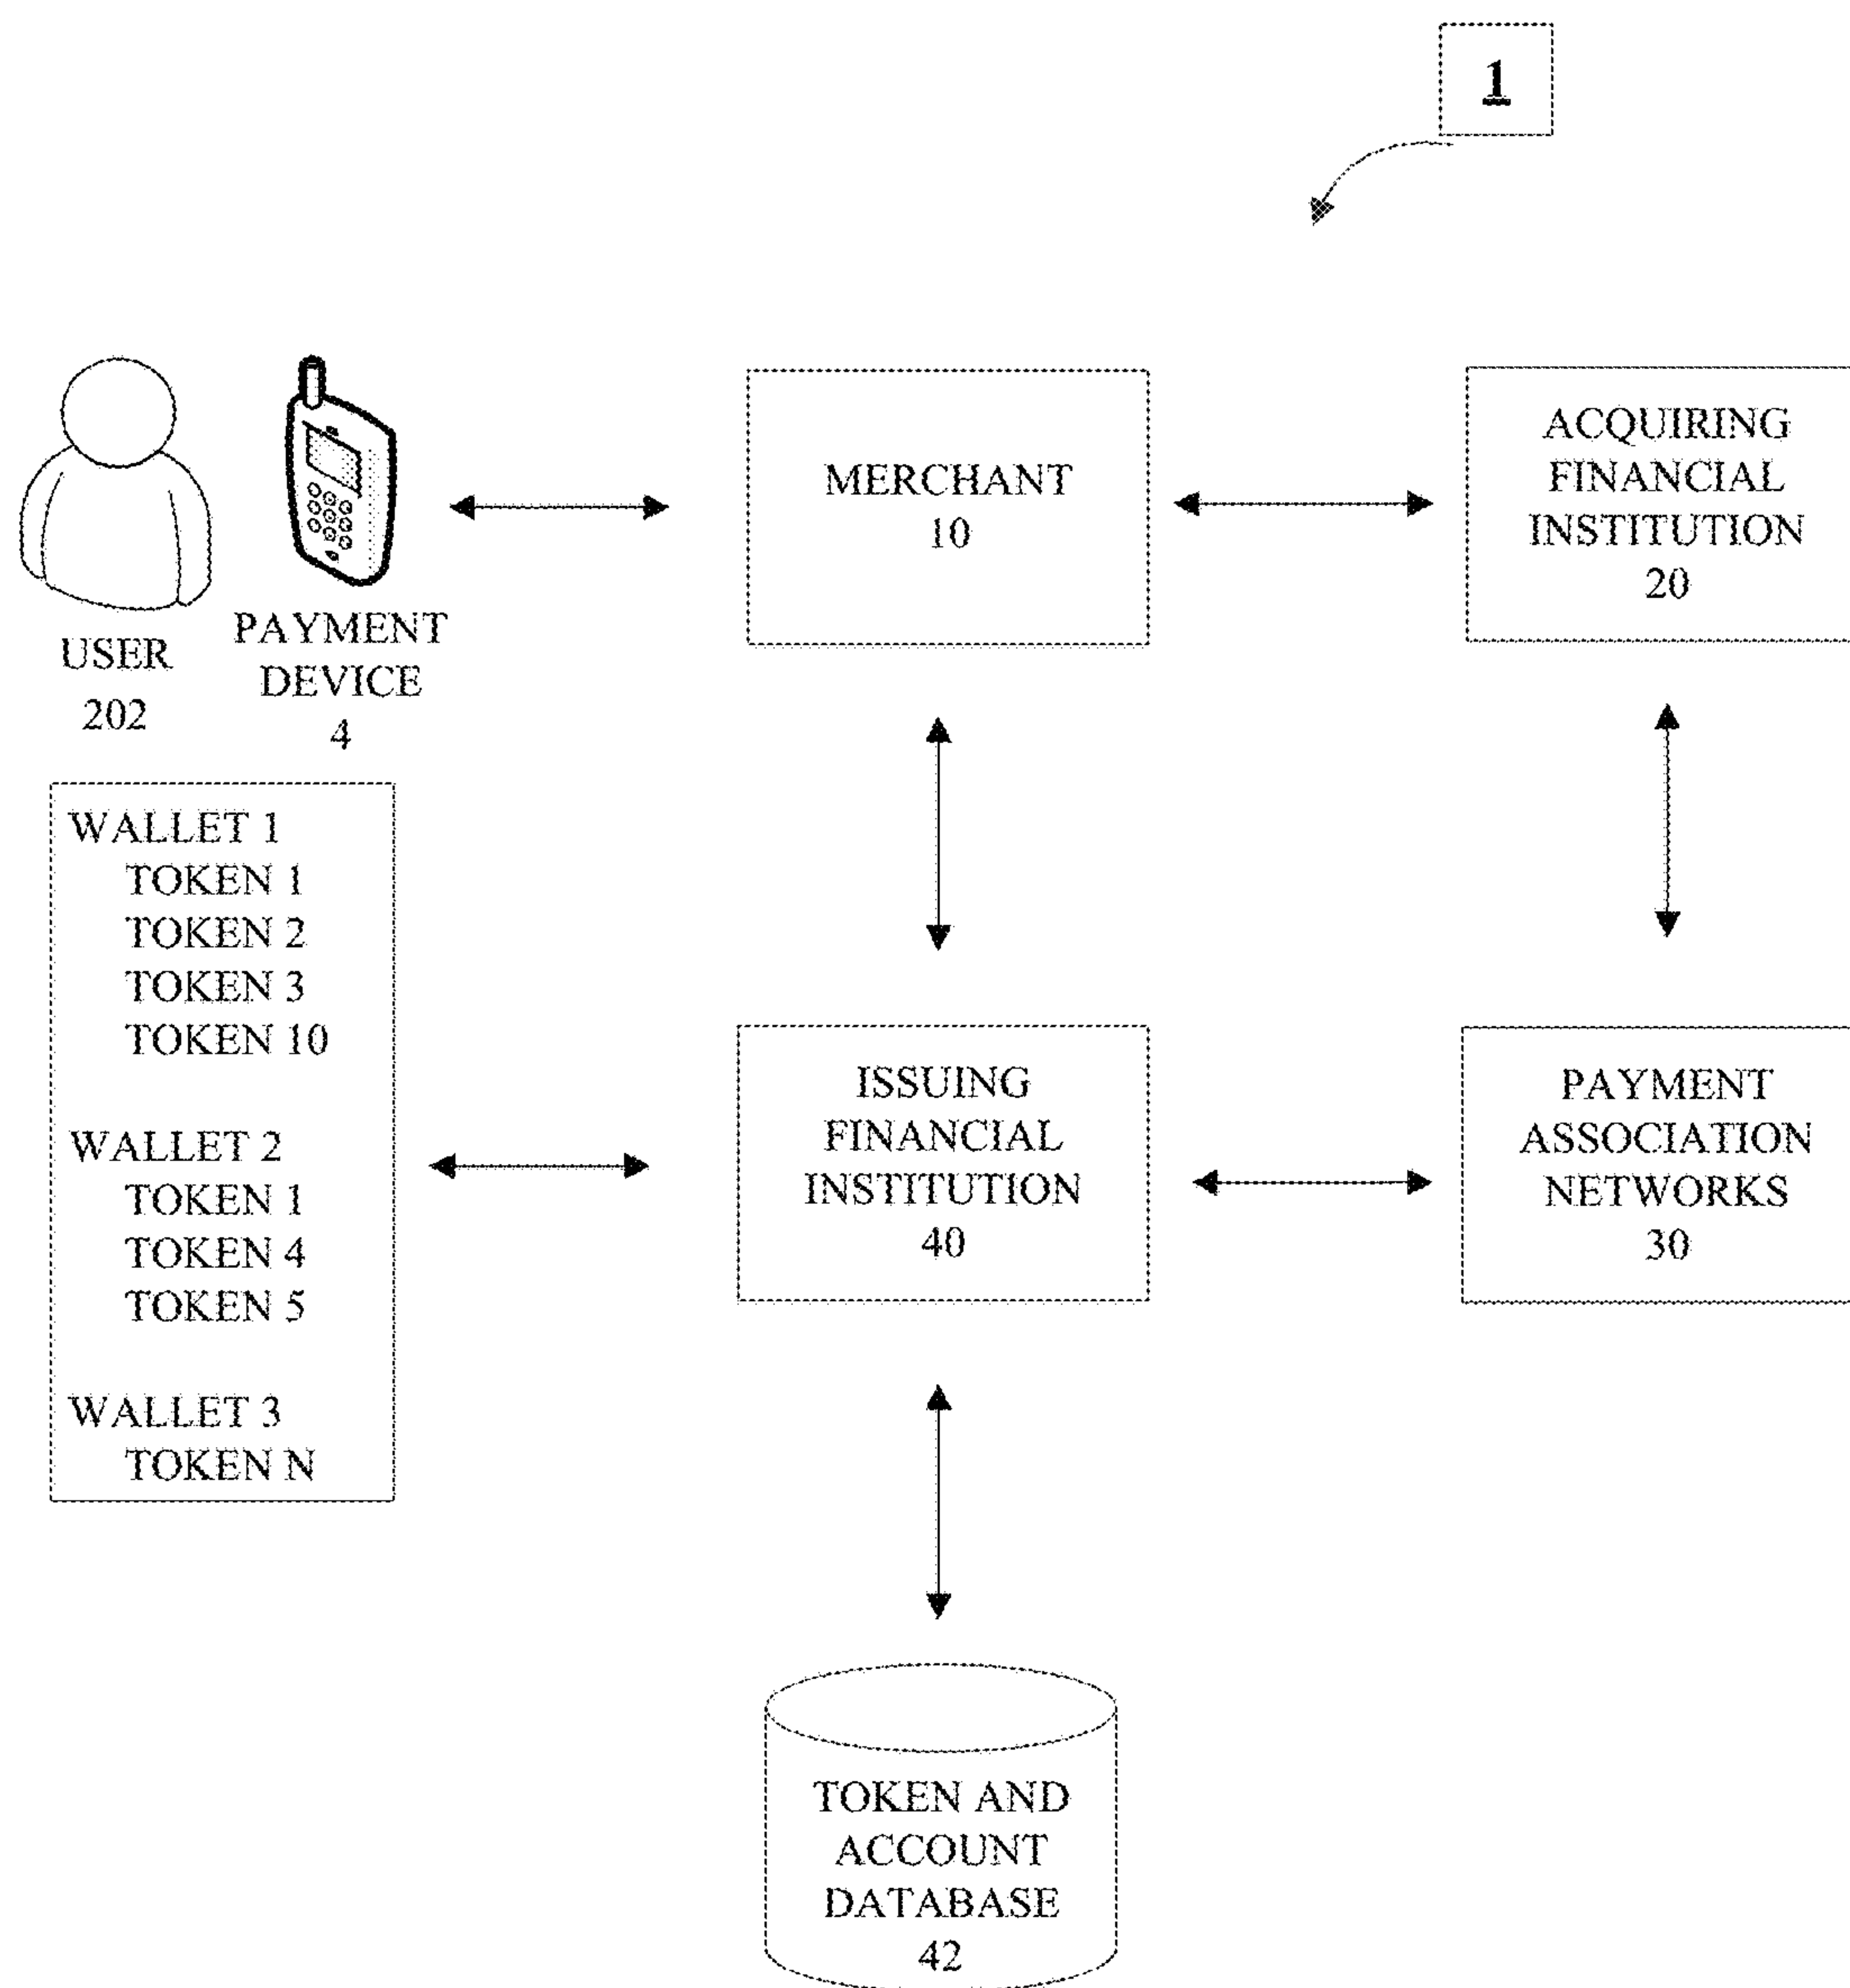 1
USER
202
PAYMENT
DEVICE
4
MERCHANT
10
ACQUIRING
FINANCIAL
INSTITUTION
20
WALLET 1
TOKEN 1
TOKEN 2
TOKEN 3
TOKEN 10
WALLET 2
TOKEN 1
TOKEN 4
TOKEN 5
WALLET 3
TOKEN N
ISSUING
FINANCIAL
INSTITUTION
40
PAYMENT
ASSOCIATION
NETWORKS
30
TOKEN AND
ACCOUNT
DATABASE
42